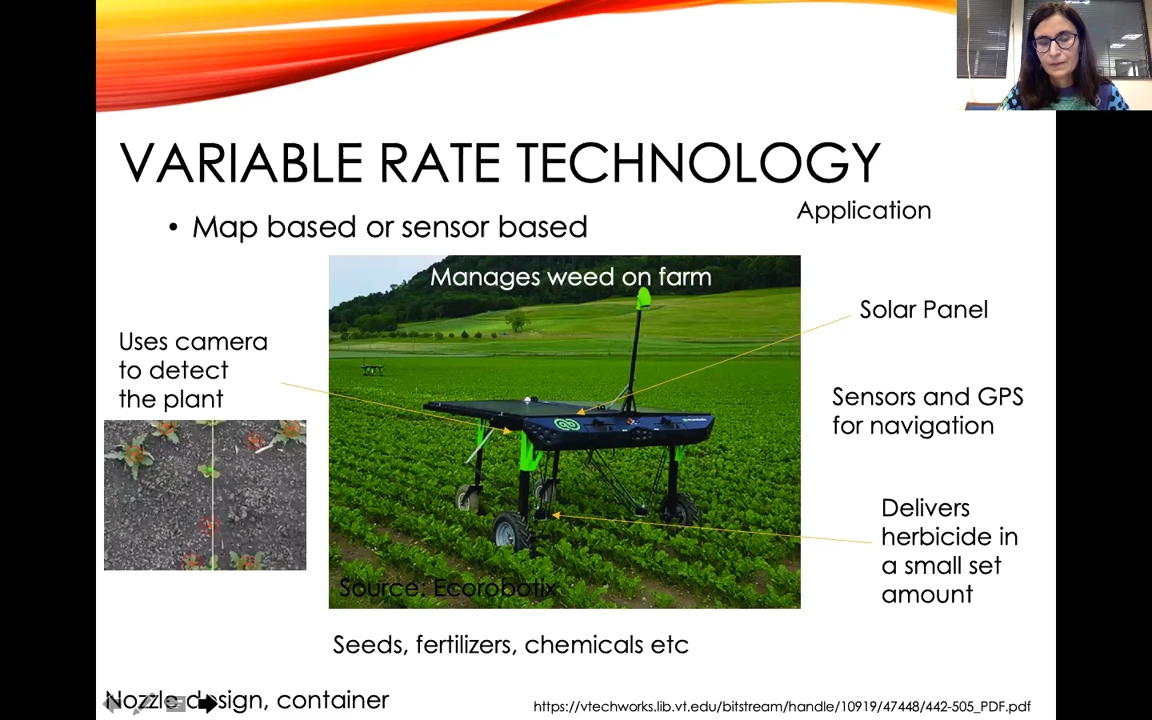 VARIABLE RATE TECHNOLOGY
Application
• Map based or sensor based
Manages weed on farm
Solar Panel
Uses camera
to detect
the plant
Sensors and GPS
for navigation
Delivers
herbicide in
a small set
amount
Source: Ecorobotix
Seeds, fertilizers, chemicals etc
Nozzle design, container
https://vtechworks.lib.vt.edu/bitstream/handle/10919/47448/442-505_PDF.pdf